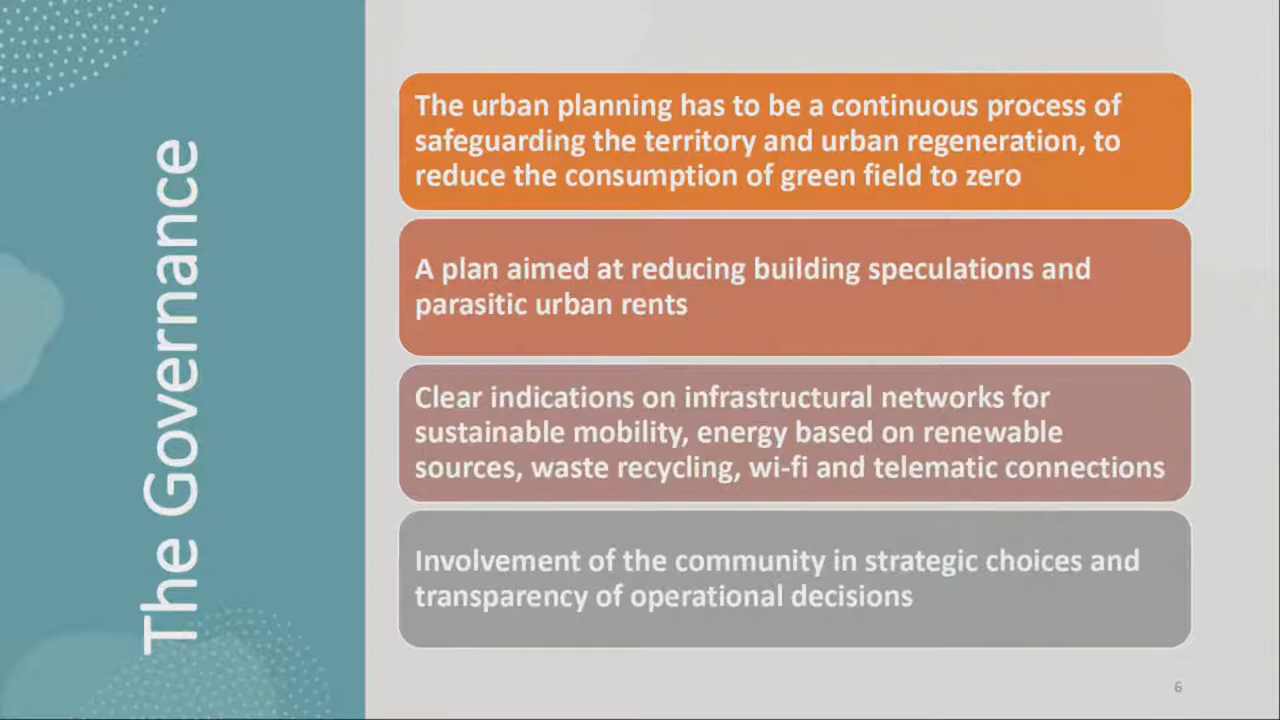 The Governance
The urban planning has to be a continuous process of
safeguarding the territory and urban regeneration, to
reduce the consumption of green field to zero
A plan aimed at reducing building speculations and
parasitic urban rents
Clear indications on infrastructural networks for
sustainable mobility, energy based on renewable
sources, waste recycling, wi-fi and telematic connections
Involvement of the community in strategic choices and
transparency of operational decisions
6